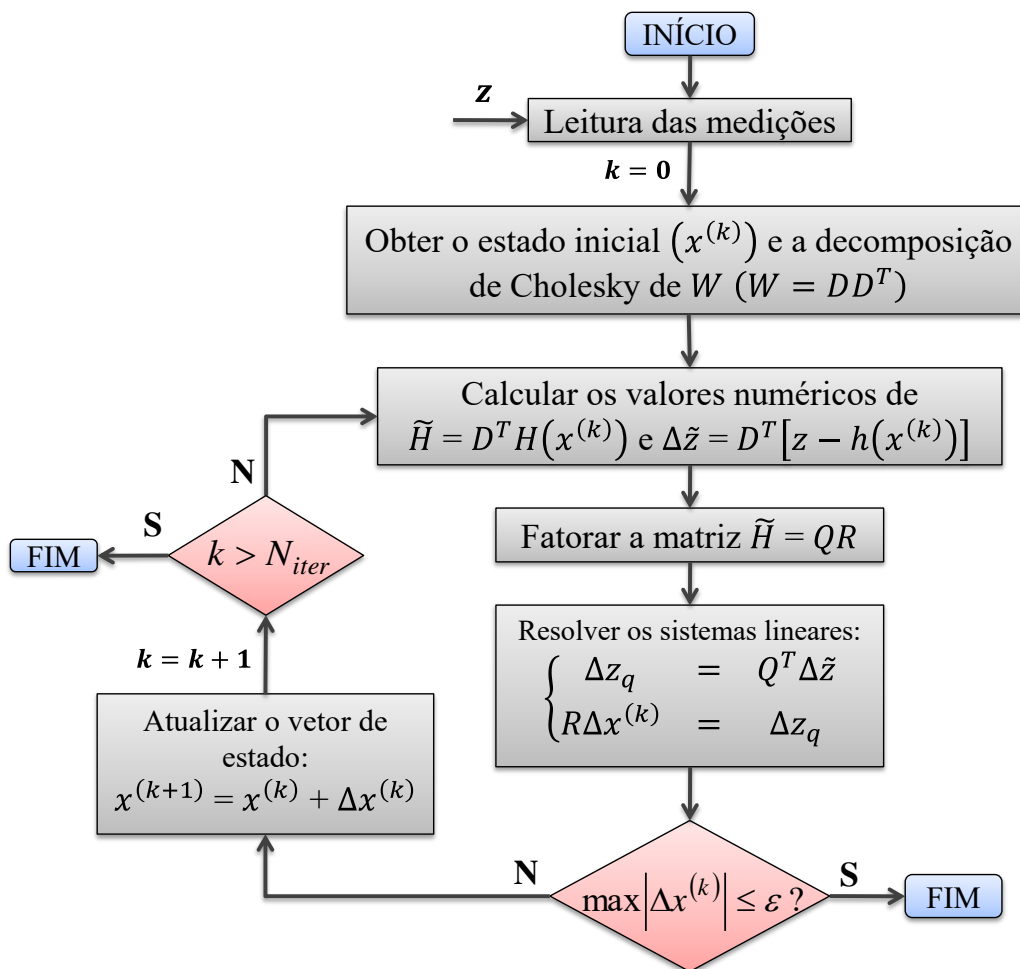 INÍCIO
z
Leitura das medições
k = 0
Obter o estado inicial (x^(k)) e a decomposição
de Cholesky de W (W = DD^T)
Calcular os valores numéricos de
H̃ = D^T H(x^(k)) e Δz̃ = D^T[z − h(x^(k))]
Fatorar a matriz H̃ = QR
Resolver os sistemas lineares:
Δz_q = Q^T Δz̃
RΔx^(k) = Δz_q
max|Δx^(k)| ≤ ε ?
S
FIM
N
Atualizar o vetor de
estado:
x^(k+1) = x^(k) + Δx^(k)
k = k + 1
k > N_iter
S
FIM
N